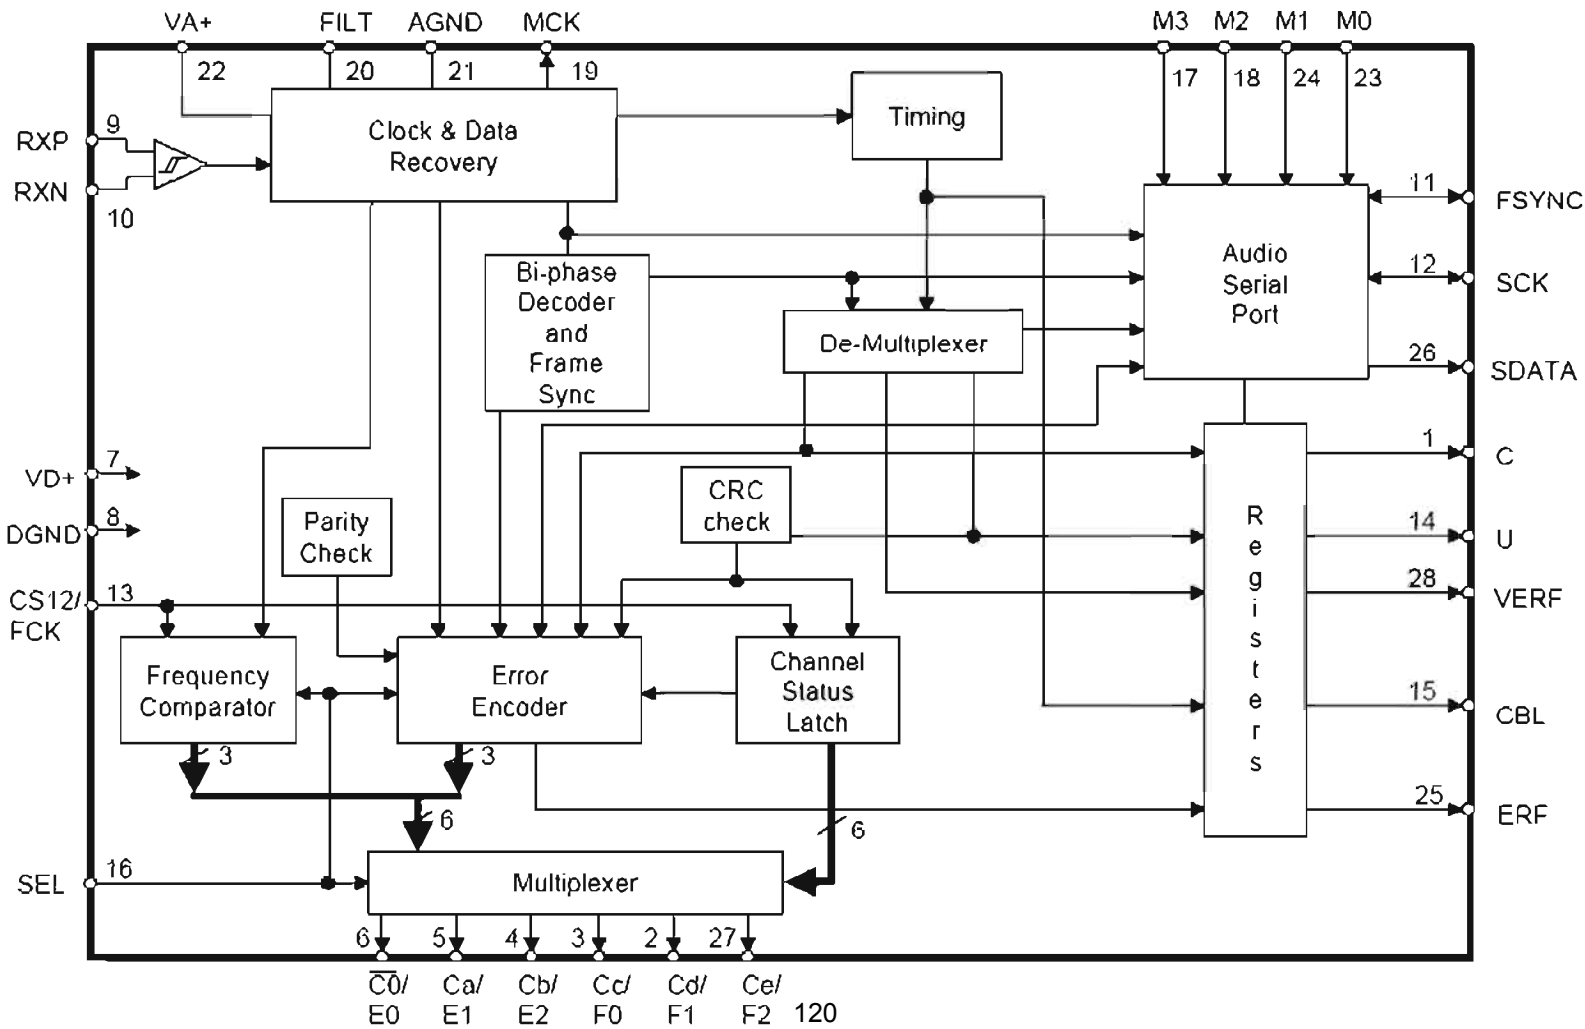 VA+ FILT AGND MCK M3 M2 M1 M0
22 20 21 19 17 18 24 23
RXP 9
RXN 10
Clock & Data
Recovery
Timing
Audio
Serial
Port
11 FSYNC
12 SCK
26 SDATA
Bi-phase
Decoder
and
Frame
Sync
De-Multiplexer
VD+ 7
DGND 8
Parity
Check
CRC
check
R
e
g
i
s
t
e
r
s
1 C
14 U
28 VERF
15 CBL
25 ERF
CS12/
FCK
13
Frequency
Comparator
Error
Encoder
Channel
Status
Latch
3 3
6 6
SEL 16
Multiplexer
6 5 4 3 2 27
C0/ Ca/ Cb/ Cc/ Cd/ Ce/
E0 E1 E2 F0 F1 F2 120